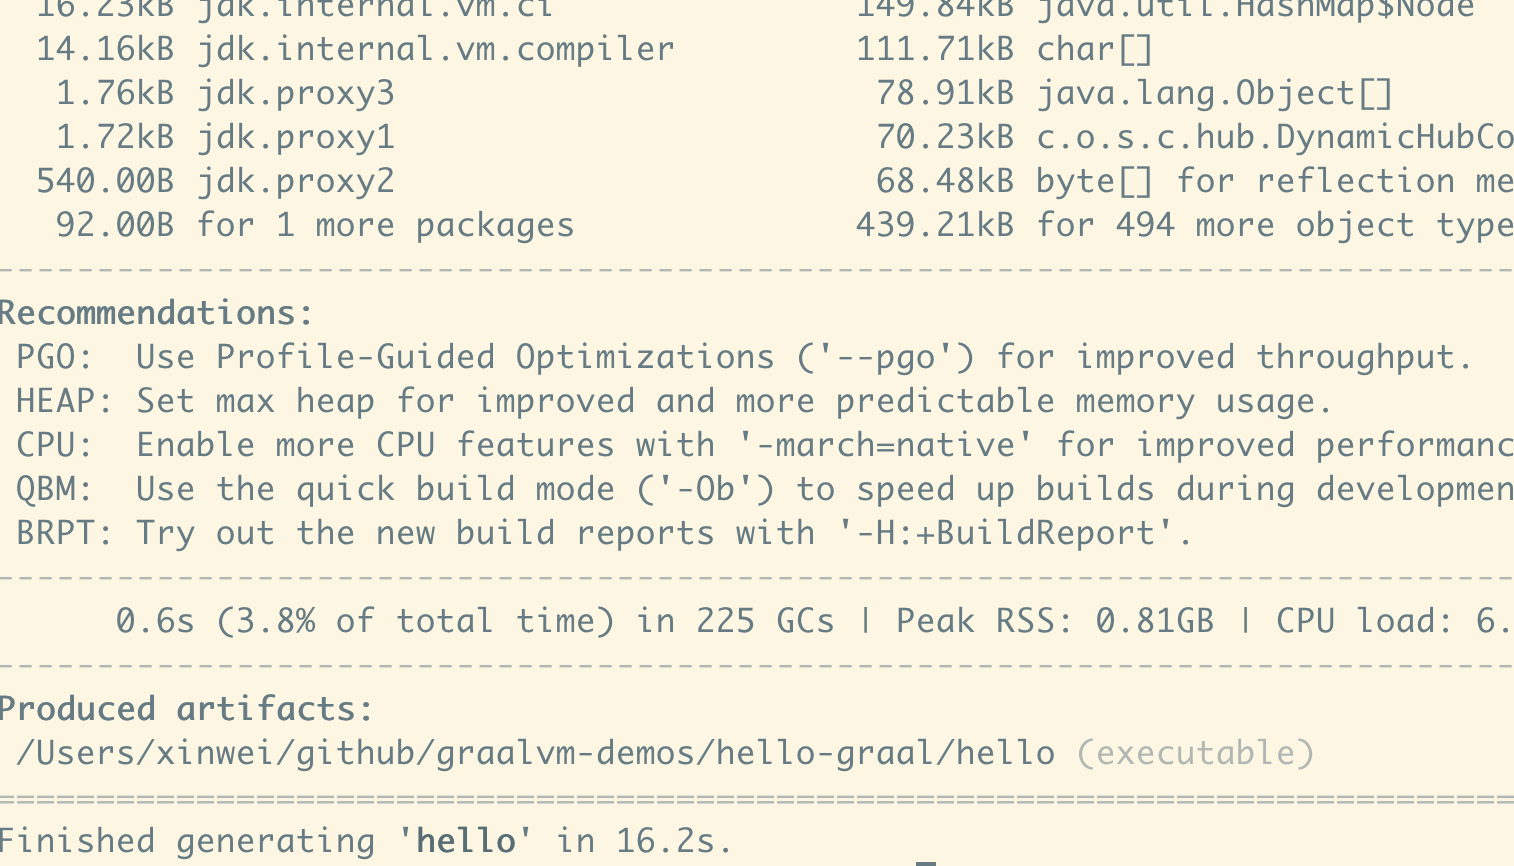 16.23kB jdk.internal.vm.ci 149.84kB java.util.HashMap$Node
14.16kB jdk.internal.vm.compiler 111.71kB char[]
1.76kB jdk.proxy3 78.91kB java.lang.Object[]
1.72kB jdk.proxy1 70.23kB c.o.s.c.hub.DynamicHubCo
540.00B jdk.proxy2 68.48kB byte[] for reflection me
92.00B for 1 more packages 439.21kB for 494 more object type
Recommendations:
PGO: Use Profile-Guided Optimizations ('--pgo') for improved throughput.
HEAP: Set max heap for improved and more predictable memory usage.
CPU: Enable more CPU features with '-march=native' for improved performanc
QBM: Use the quick build mode ('-Ob') to speed up builds during developmen
BRPT: Try out the new build reports with '-H:+BuildReport'.
0.6s (3.8% of total time) in 225 GCs | Peak RSS: 0.81GB | CPU load: 6.
Produced artifacts:
/Users/xinwei/github/graalvm-demos/hello-graal/hello (executable)
Finished generating 'hello' in 16.2s.